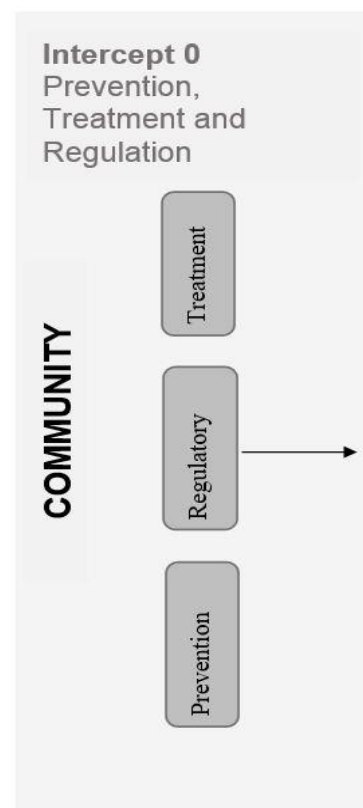 Intercept 0
Prevention,
Treatment and
Regulation
COMMUNITY
Treatment
Regulatory
Prevention